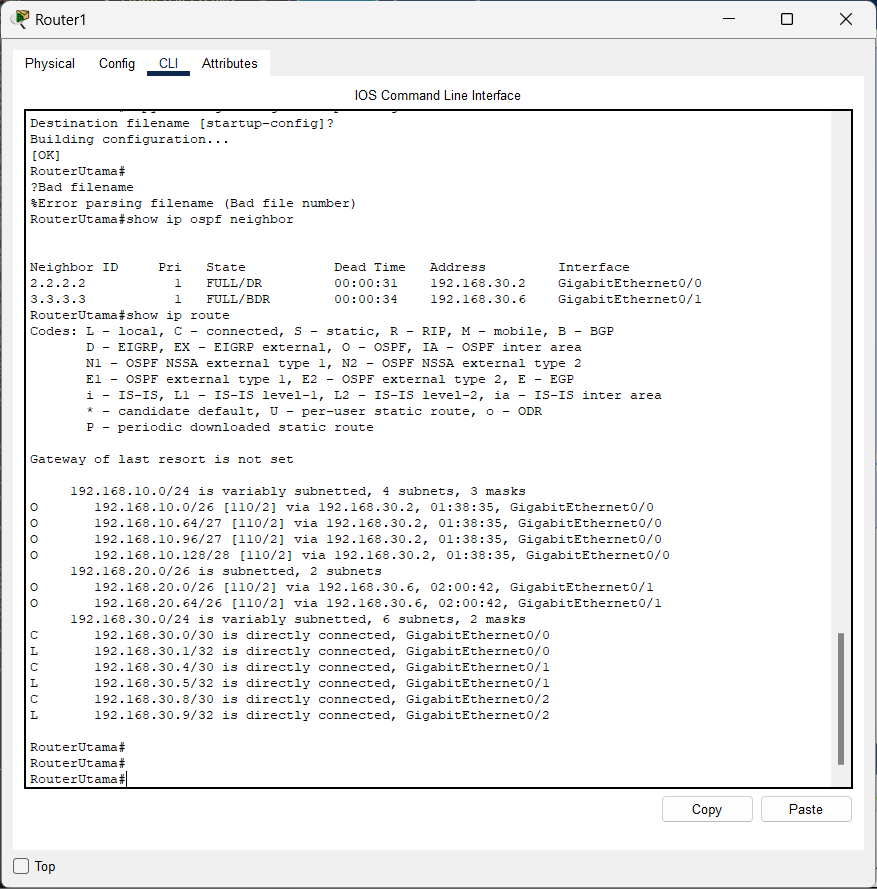 Router1
Physical Config CLI Attributes
IOS Command Line Interface
Destination filename [startup-config]?
Building configuration...
[OK]
RouterUtama#
?Bad filename
%Error parsing filename (Bad file number)
RouterUtama#show ip ospf neighbor
Neighbor ID     Pri   State           Dead Time   Address         Interface
2.2.2.2           1   FULL/DR         00:00:31    192.168.30.2    GigabitEthernet0/0
3.3.3.3           1   FULL/BDR        00:00:34    192.168.30.6    GigabitEthernet0/1
RouterUtama#show ip route
Codes: L - local, C - connected, S - static, R - RIP, M - mobile, B - BGP
       D - EIGRP, EX - EIGRP external, O - OSPF, IA - OSPF inter area
       N1 - OSPF NSSA external type 1, N2 - OSPF NSSA external type 2
       E1 - OSPF external type 1, E2 - OSPF external type 2, E - EGP
       i - IS-IS, L1 - IS-IS level-1, L2 - IS-IS level-2, ia - IS-IS inter area
       * - candidate default, U - per-user static route, o - ODR
       P - periodic downloaded static route
Gateway of last resort is not set
     192.168.10.0/24 is variably subnetted, 4 subnets, 3 masks
O       192.168.10.0/26 [110/2] via 192.168.30.2, 01:38:35, GigabitEthernet0/0
O       192.168.10.64/27 [110/2] via 192.168.30.2, 01:38:35, GigabitEthernet0/0
O       192.168.10.96/27 [110/2] via 192.168.30.2, 01:38:35, GigabitEthernet0/0
O       192.168.10.128/28 [110/2] via 192.168.30.2, 01:38:35, GigabitEthernet0/0
     192.168.20.0/26 is subnetted, 2 subnets
O       192.168.20.0/26 [110/2] via 192.168.30.6, 02:00:42, GigabitEthernet0/1
O       192.168.20.64/26 [110/2] via 192.168.30.6, 02:00:42, GigabitEthernet0/1
     192.168.30.0/24 is variably subnetted, 6 subnets, 2 masks
C       192.168.30.0/30 is directly connected, GigabitEthernet0/0
L       192.168.30.1/32 is directly connected, GigabitEthernet0/0
C       192.168.30.4/30 is directly connected, GigabitEthernet0/1
L       192.168.30.5/32 is directly connected, GigabitEthernet0/1
C       192.168.30.8/30 is directly connected, GigabitEthernet0/2
L       192.168.30.9/32 is directly connected, GigabitEthernet0/2
RouterUtama#
RouterUtama#
RouterUtama#
Copy Paste
Top